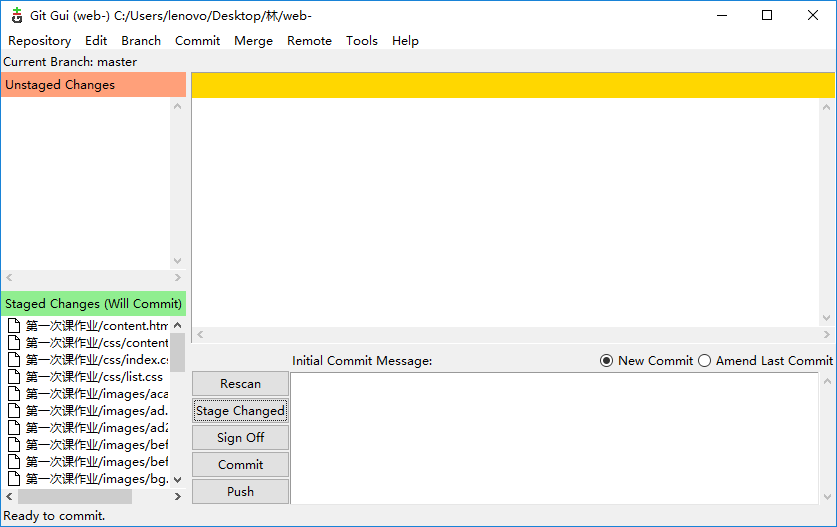 Git Gui (web-) C:/Users/lenovo/Desktop/林/web-
Repository Edit Branch Commit Merge Remote Tools Help
Current Branch: master
Unstaged Changes
Staged Changes (Will Commit)
第一次课作业/content.htm
第一次课作业/css/content
第一次课作业/css/index.cs
第一次课作业/css/list.css
第一次课作业/images/aca
第一次课作业/images/ad.
第一次课作业/images/ad2
第一次课作业/images/bef
第一次课作业/images/bef
第一次课作业/images/bg.
Initial Commit Message: New Commit Amend Last Commit
Rescan
Stage Changed
Sign Off
Commit
Push
Ready to commit.